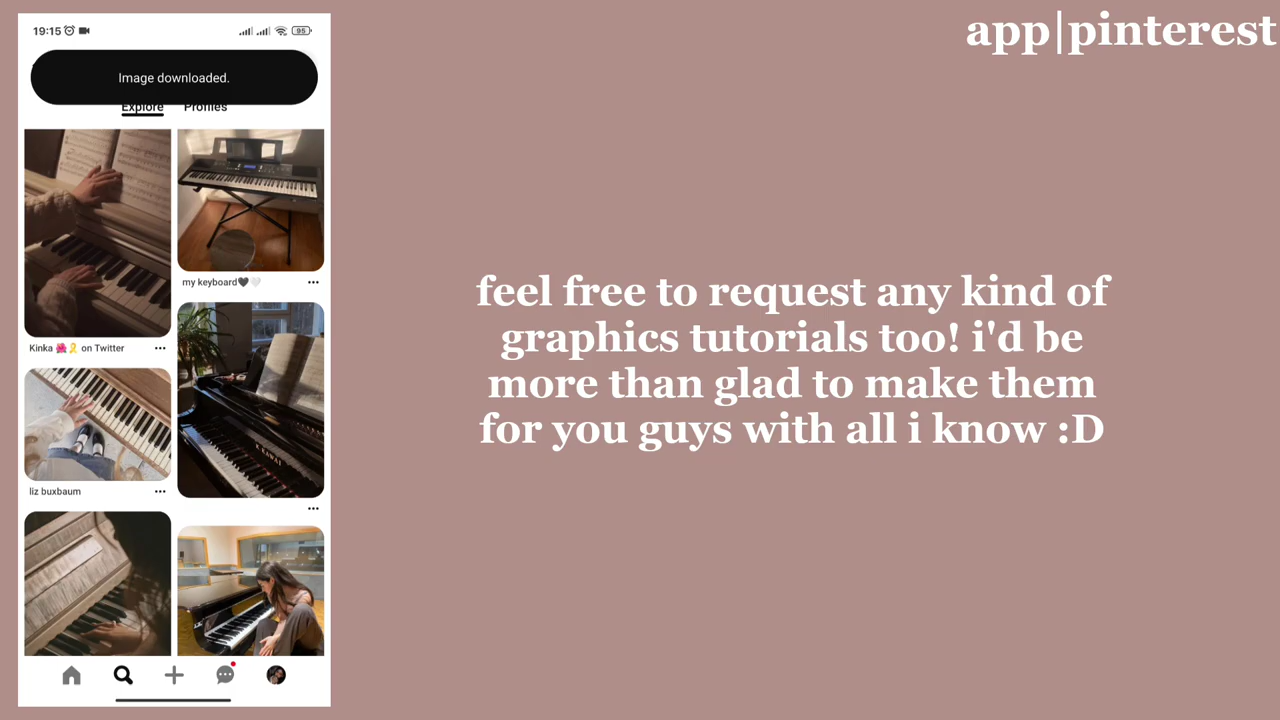 19:15
95
Image downloaded.
Explore Profiles
my keyboard🖤🤍
Kinka 🌺🎗️ on Twitter
KAWAI
liz buxbaum
app|pinterest
feel free to request any kind of
graphics tutorials too! i'd be
more than glad to make them
for you guys with all i know :D